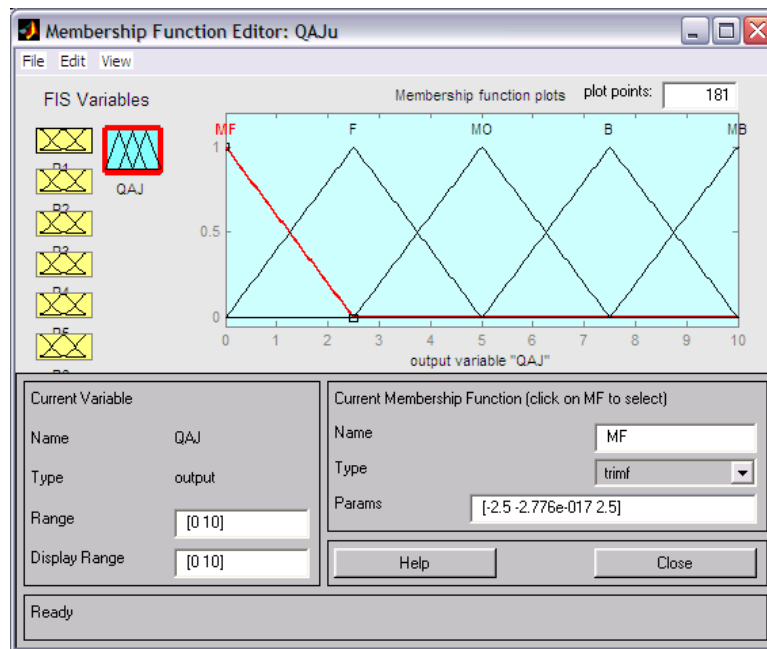 Membership Function Editor: QAJu
File Edit View
FIS Variables
Membership function plots plot points: 181
QAJ
MF F MO B MB
1
0.5
0
0 1 2 3 4 5 6 7 8 9 10
output variable "QAJ"
Current Variable
Name QAJ
Type output
Range [0 10]
Display Range [0 10]
Current Membership Function (click on MF to select)
Name MF
Type trimf
Params [-2.5 -2.776e-017 2.5]
Help Close
Ready